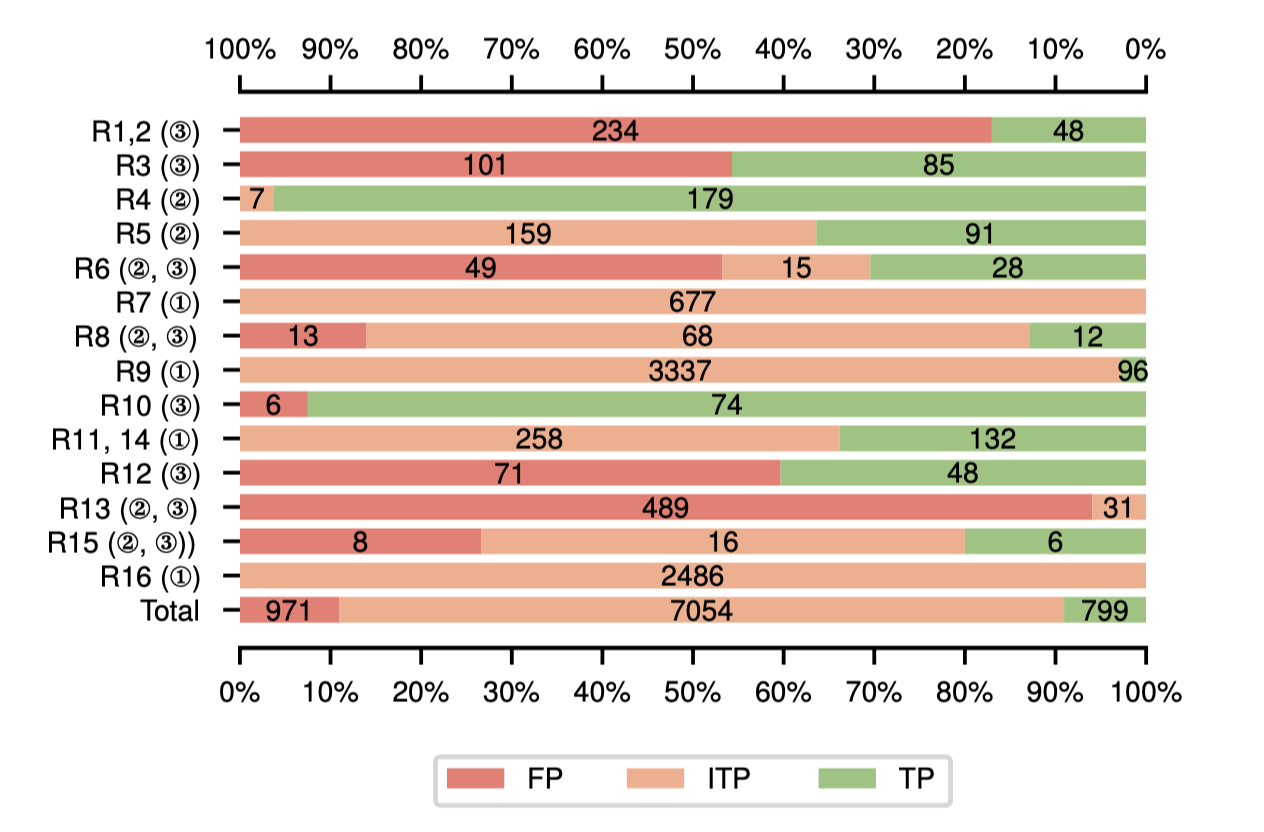 100% 90% 80% 70% 60% 50% 40% 30% 20% 10% 0%
R1,2 (③) 234 48
R3 (③) 101 85
R4 (②) 7 179
R5 (②) 159 91
R6 (②, ③) 49 15 28
R7 (①) 677
R8 (②, ③) 13 68 12
R9 (①) 3337 96
R10 (③) 6 74
R11, 14 (①) 258 132
R12 (③) 71 48
R13 (②, ③) 489 31
R15 (②, ③)) 8 16 6
R16 (①) 2486
Total 971 7054 799
0% 10% 20% 30% 40% 50% 60% 70% 80% 90% 100%
FP ITP TP